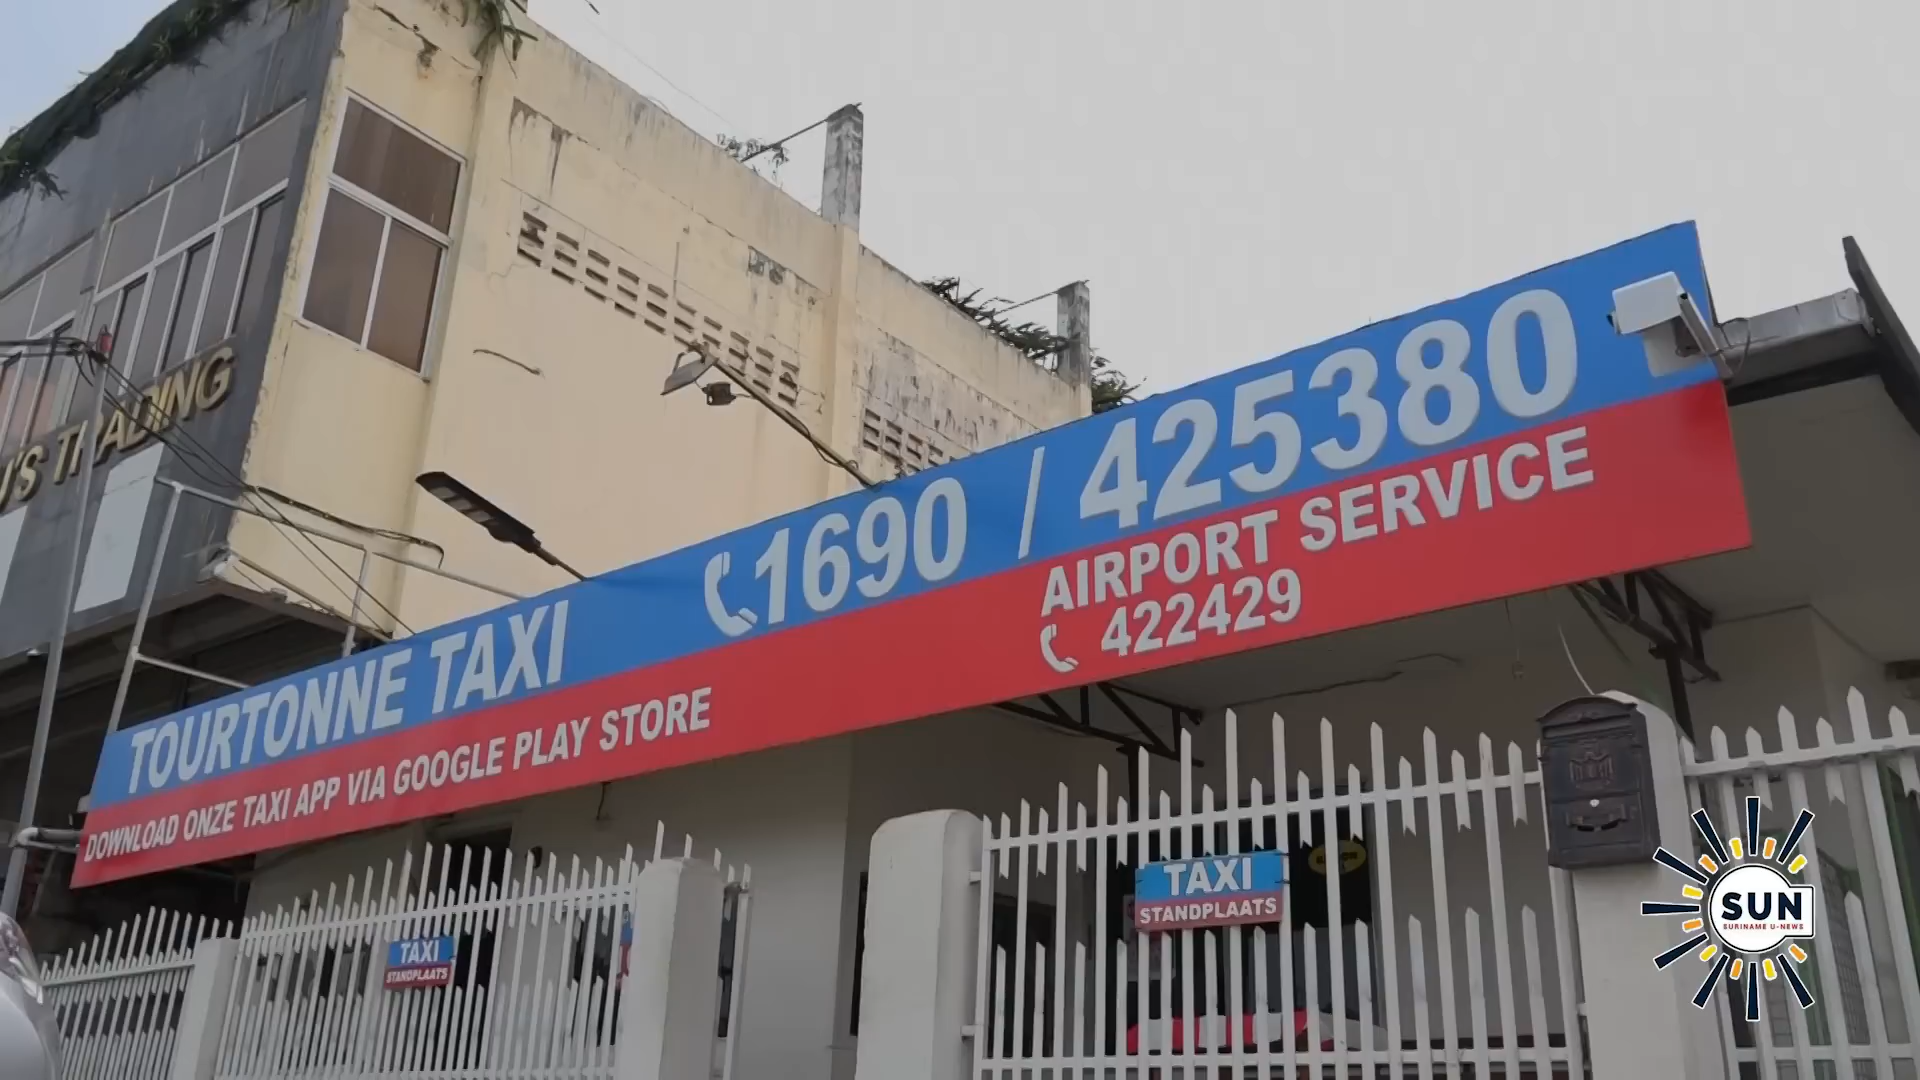 'S TRADING
TOURTONNE TAXI 1690 / 425380
DOWNLOAD ONZE TAXI APP VIA GOOGLE PLAY STORE
AIRPORT SERVICE
422429
TAXI
STANDPLAATS
TAXI
STANDPLAATS
SUN
SURINAME U-NEWS